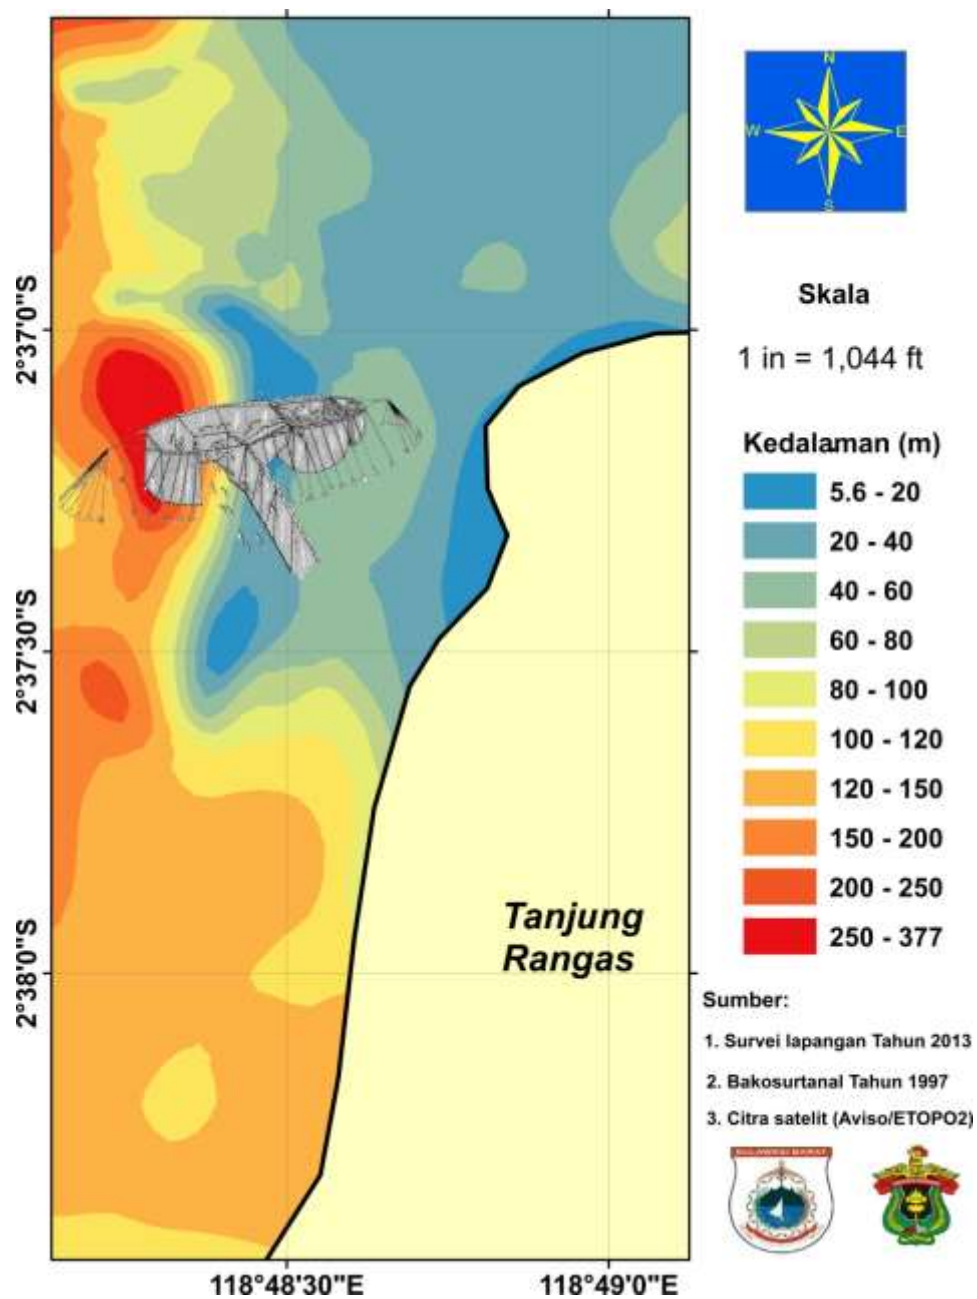 N
W E
S
2°37'0"S
2°37'30"S
2°38'0"S
118°48'30"E
118°49'0"E
Tanjung
Rangas
Skala
1 in = 1,044 ft
Kedalaman (m)
5.6 - 20
20 - 40
40 - 60
60 - 80
80 - 100
100 - 120
120 - 150
150 - 200
200 - 250
250 - 377
Sumber:
1. Survei lapangan Tahun 2013
2. Bakosurtanal Tahun 1997
3. Citra satelit (Aviso/ETOPO2)
SULAWESI BARAT